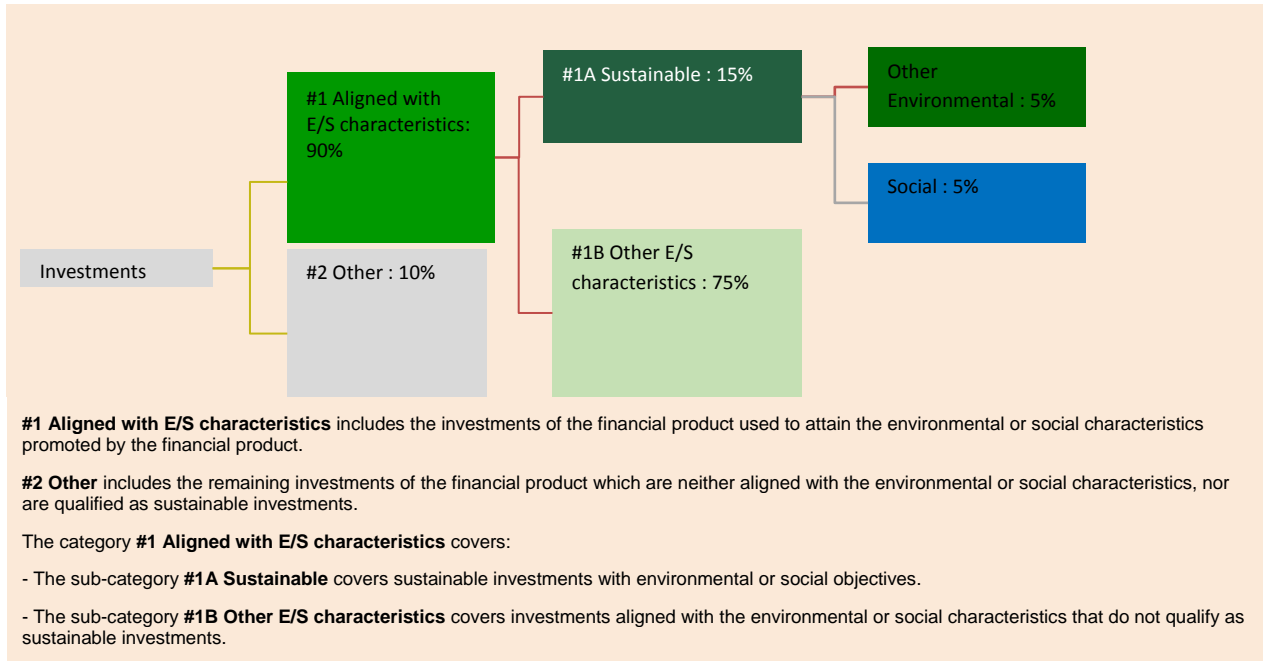 Investments
#1 Aligned with
E/S characteristics:
90%
#2 Other : 10%
#1A Sustainable : 15%
#1B Other E/S
characteristics : 75%
Other
Environmental : 5%
Social : 5%
#1 Aligned with E/S characteristics includes the investments of the financial product used to attain the environmental or social characteristics
promoted by the financial product.
#2 Other includes the remaining investments of the financial product which are neither aligned with the environmental or social characteristics, nor
are qualified as sustainable investments.
The category #1 Aligned with E/S characteristics covers:
- The sub-category #1A Sustainable covers sustainable investments with environmental or social objectives.
- The sub-category #1B Other E/S characteristics covers investments aligned with the environmental or social characteristics that do not qualify as
sustainable investments.